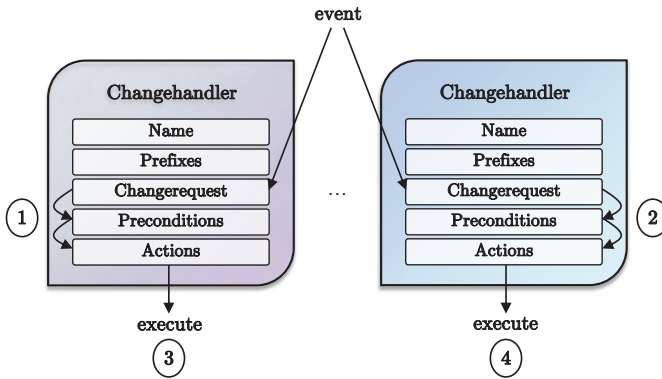 event
Changehandler
Name
Prefixes
Changerequest
Preconditions
Actions
execute
1
3
...
Changehandler
Name
Prefixes
Changerequest
Preconditions
Actions
execute
2
4